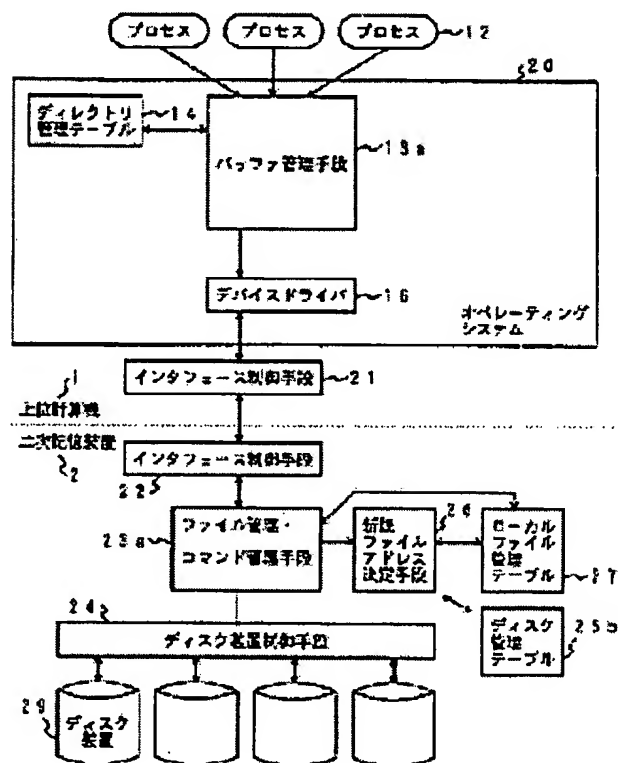 プロセス プロセス プロセス 12
20
ディレクトリ
管理テーブル
14
バッファ管理手段
13a
デバイスドライバ
16
オペレーティング
システム
インタフェース制御手段
21
1
上位計算機
二次記憶装置
2
インタフェース制御手段
22
23a
ファイル管理・
コマンド管理手段
新規
ファイル
アドレス
決定手段
26
ローカル
ファイル
管理
テーブル
27
24
ディスク装置制御手段
ディスク
管理
テーブル
25b
29
ディスク
装置